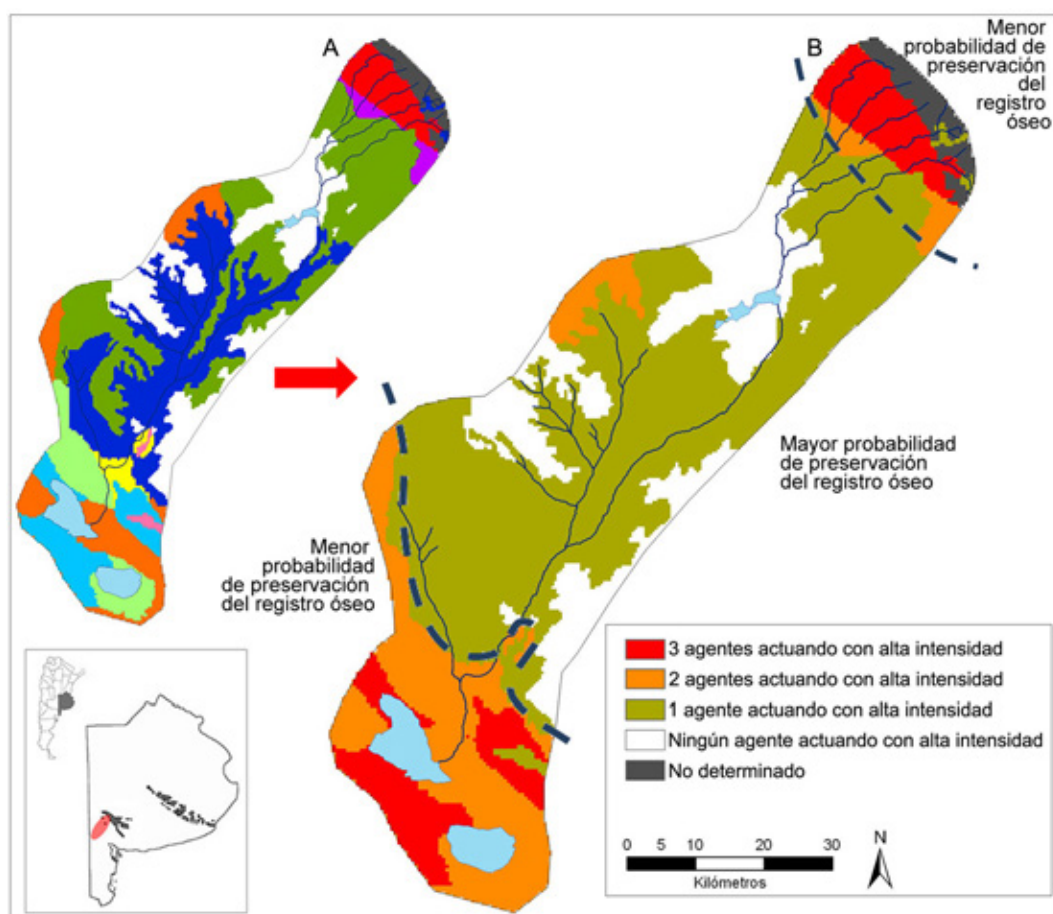 A
B
Menor
probabilidad de
preservación
del
registro
óseo
Mayor probabilidad
de preservación
del registro óseo
Menor
probabilidad
de preservación
del registro óseo
3 agentes actuando con alta intensidad
2 agentes actuando con alta intensidad
1 agente actuando con alta intensidad
Ningún agente actuando con alta intensidad
No determinado
0 5 10 20 30
Kilómetros
N